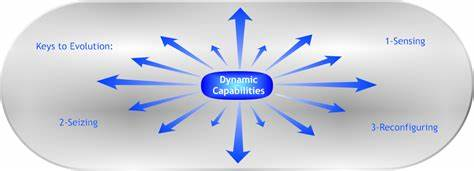 Keys to Evolution:
1-Sensing
Dynamic
Capabilities
2-Seizing
3-Reconfiguring